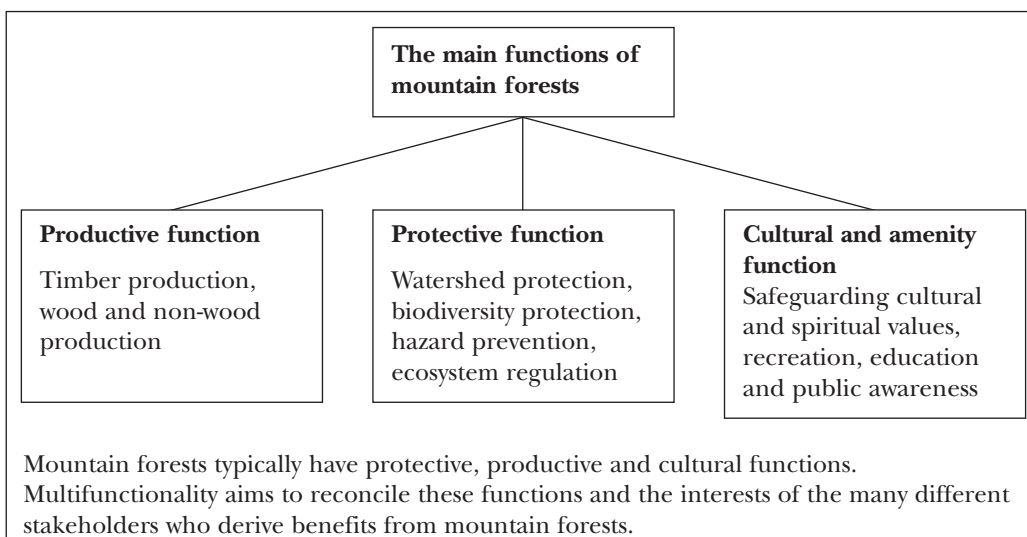 The main functions of
mountain forests
Productive function
Timber production,
wood and non-wood
production
Protective function
Watershed protection,
biodiversity protection,
hazard prevention,
ecosystem regulation
Cultural and amenity
function
Safeguarding cultural
and spiritual values,
recreation, education
and public awareness
Mountain forests typically have protective, productive and cultural functions.
Multifunctionality aims to reconcile these functions and the interests of the many different
stakeholders who derive benefits from mountain forests.